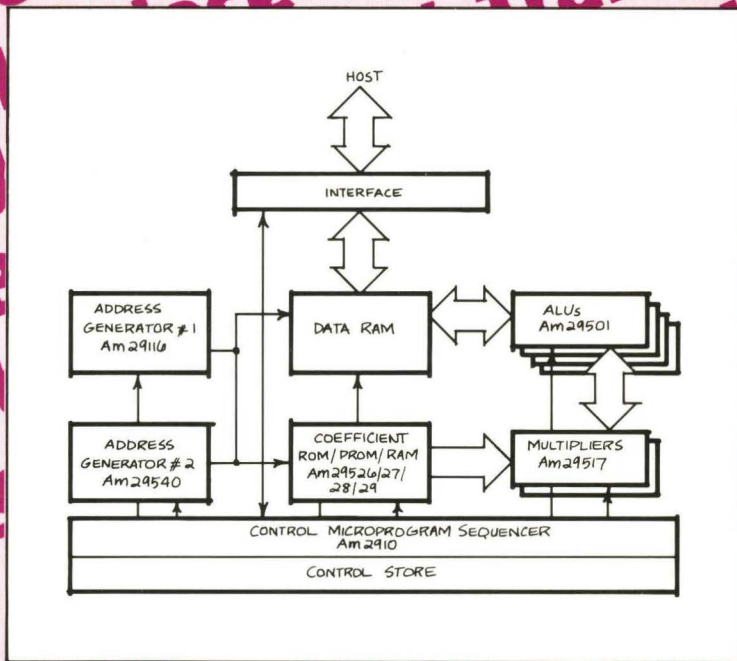 HOST
INTERFACE
ADDRESS
GENERATOR #1
Am29116
DATA RAM
ALUs
Am29501
ADDRESS
GENERATOR #2
Am29540
COEFFICIENT
ROM/PROM/RAM
Am29526/27/
28/29
MULTIPLIERS
Am29517
CONTROL MICROPROGRAM SEQUENCER
Am2910
CONTROL STORE